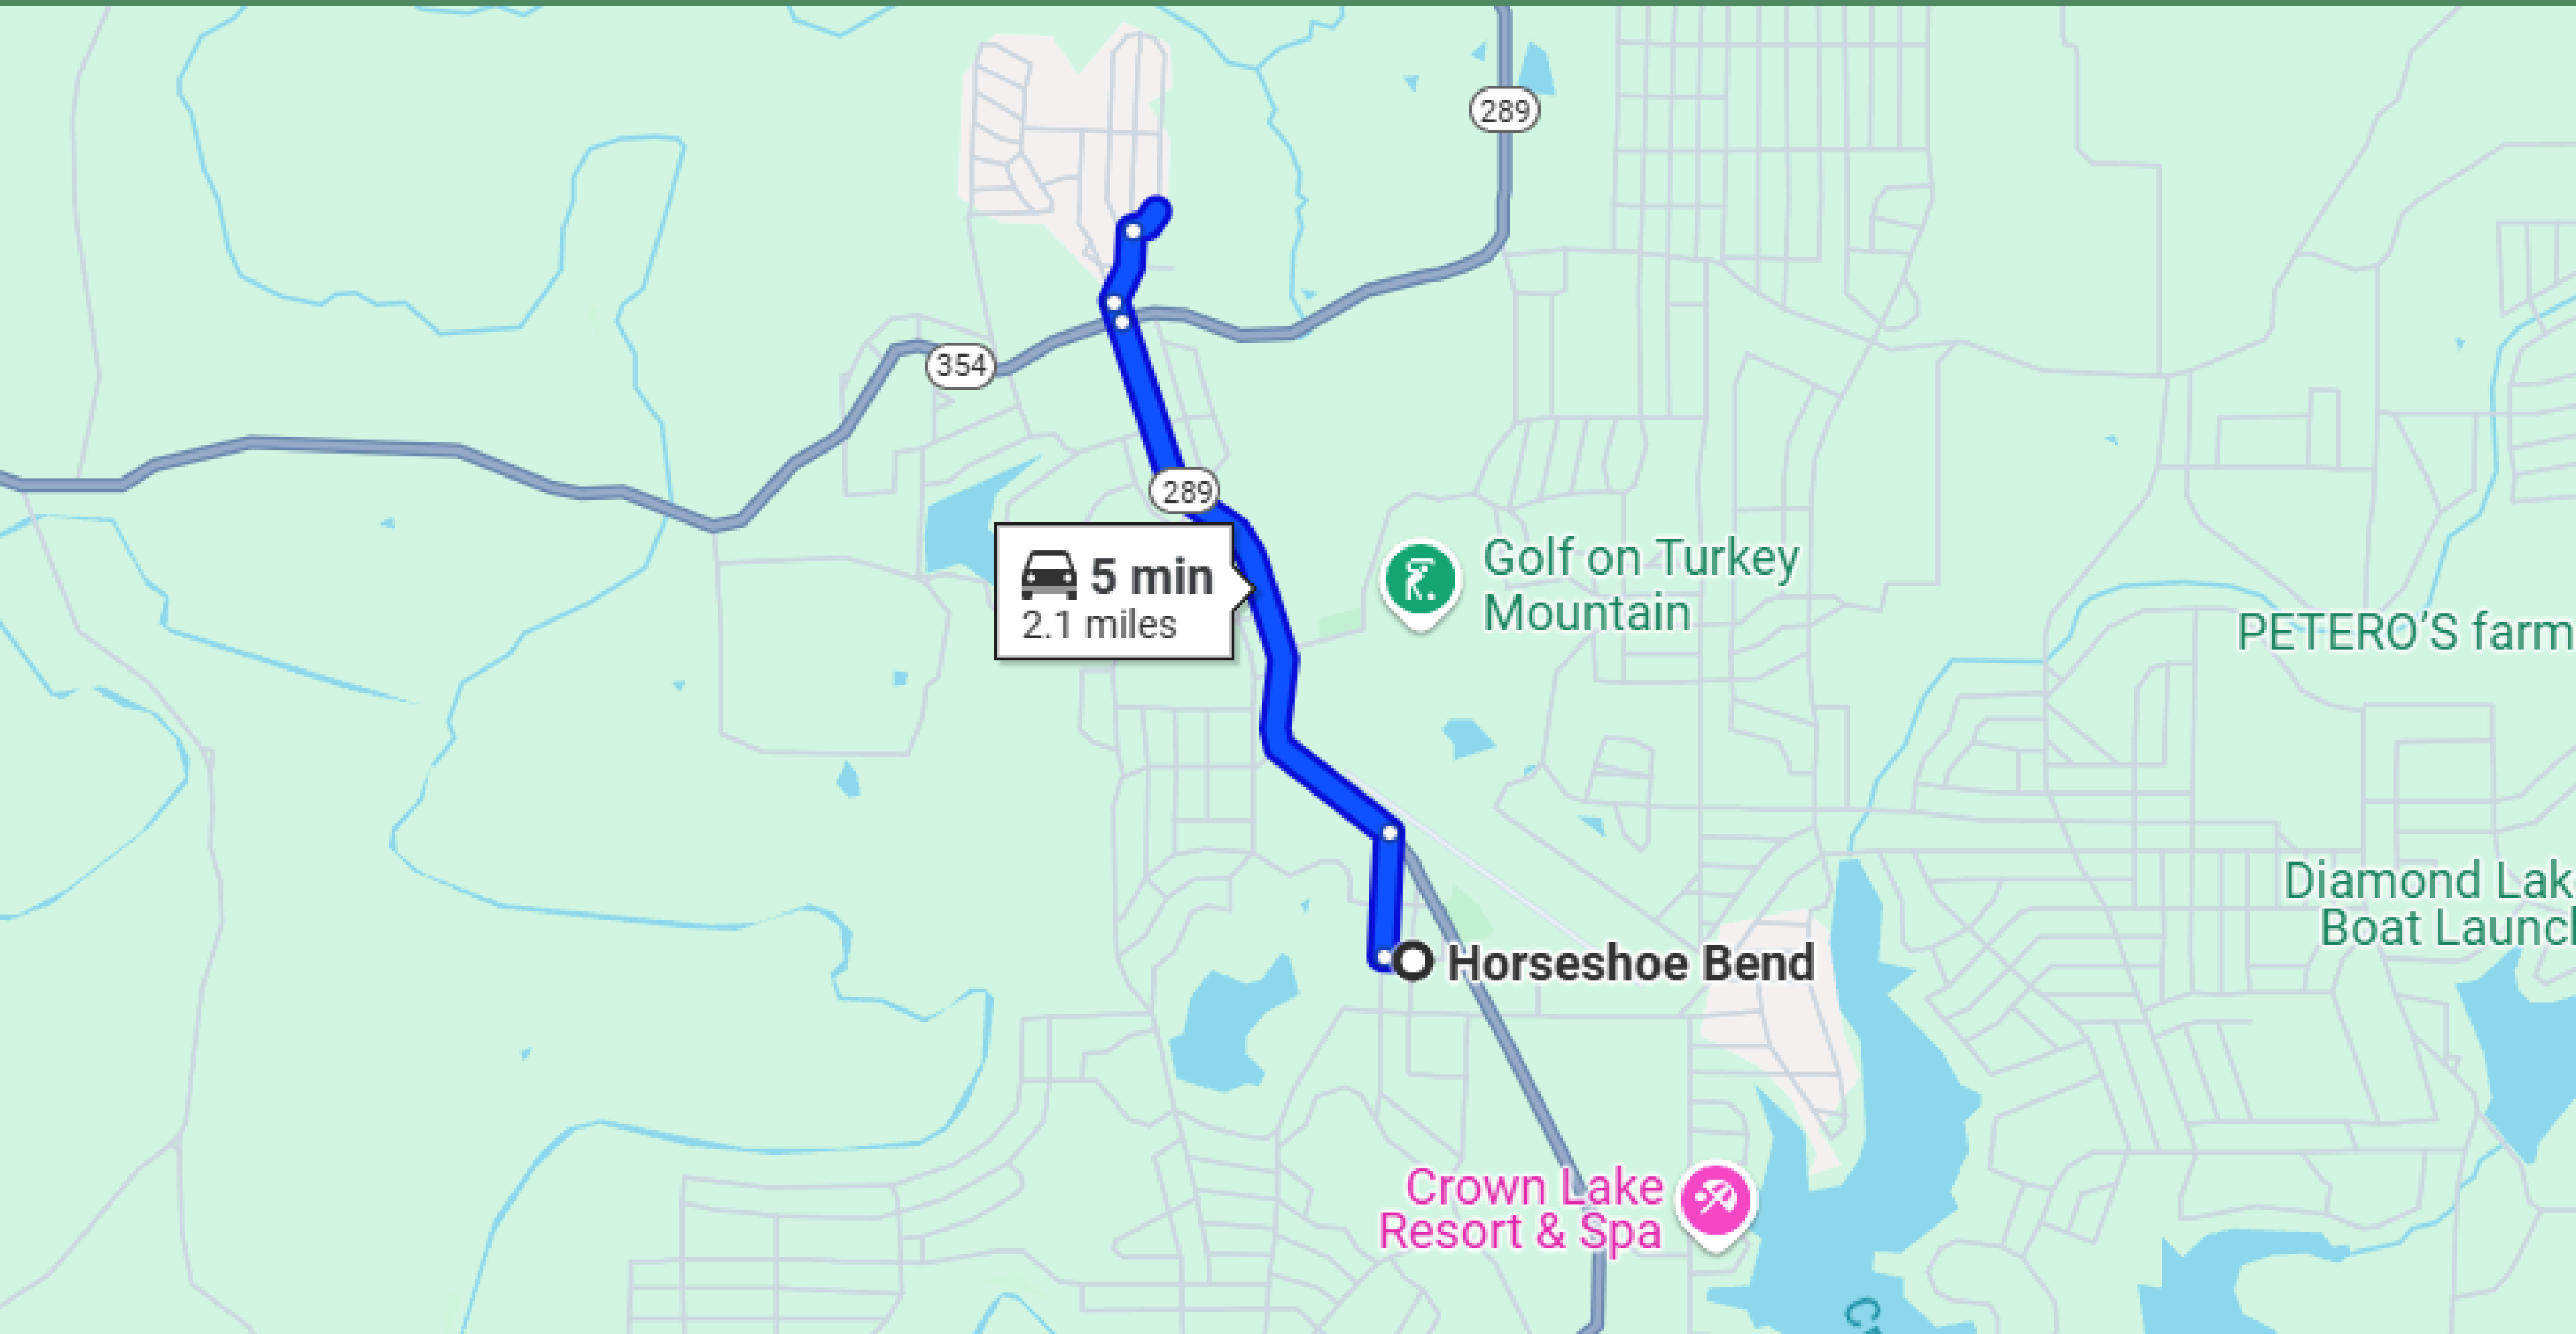 289
354
289
5 min
2.1 miles
Golf on Turkey
Mountain
PETERO'S farm
Diamond Lak
Boat Launch
Horseshoe Bend
Crown Lake
Resort & Spa